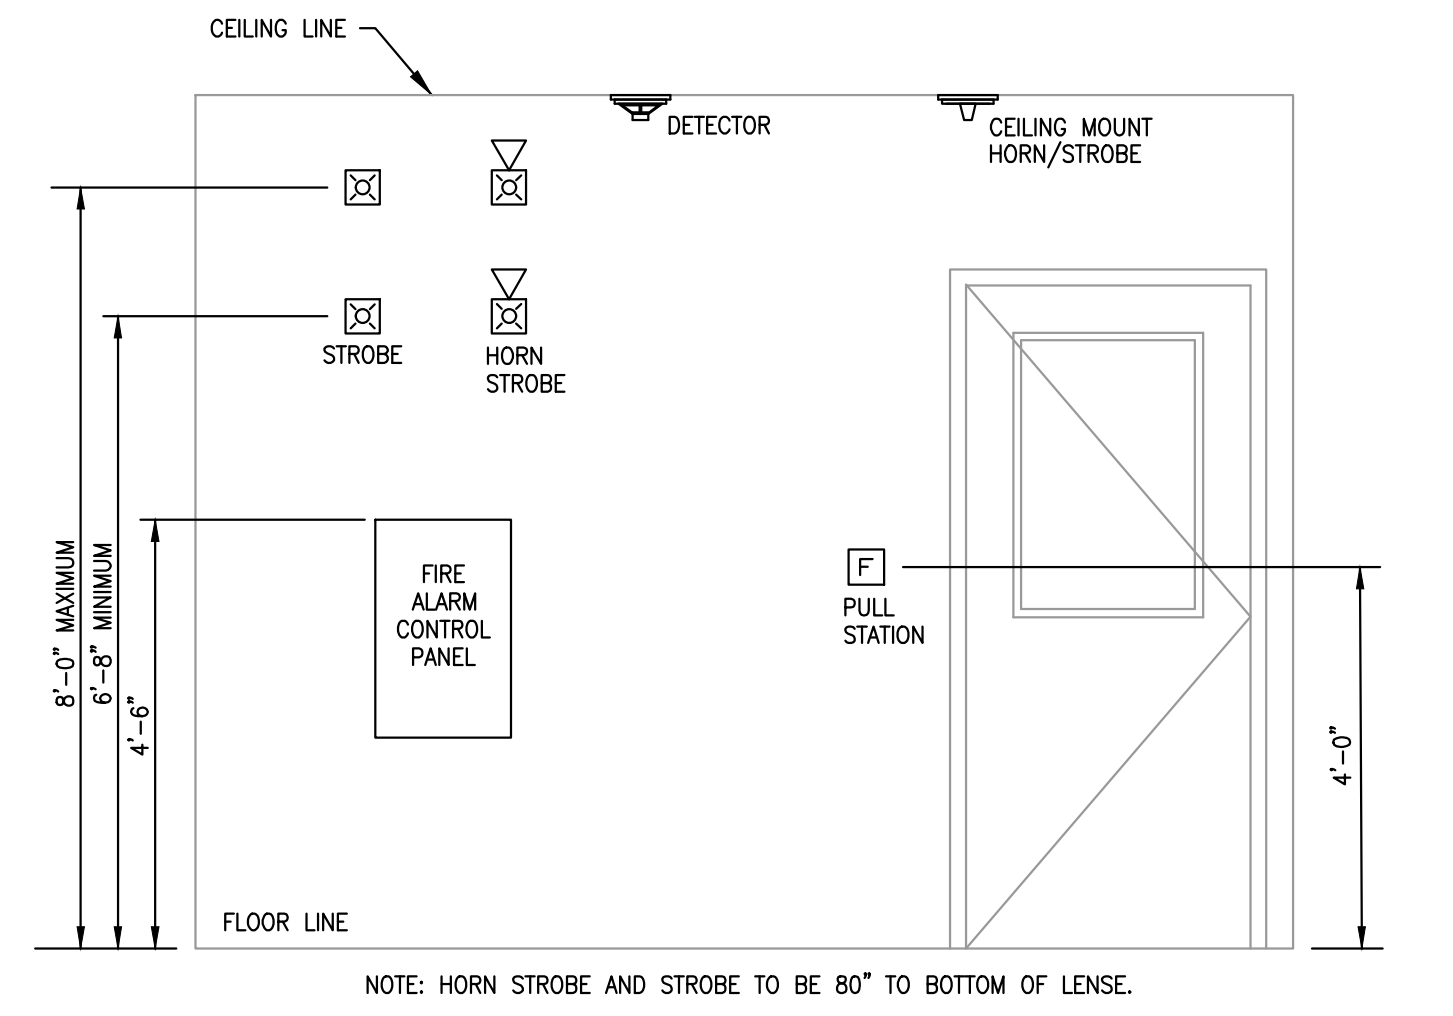 CEILING LINE
DETECTOR
CEILING MOUNT
HORN/STROBE
STROBE
HORN
STROBE
8'-0" MAXIMUM
6'-8" MINIMUM
4'-6"
FIRE
ALARM
CONTROL
PANEL
F
PULL
STATION
4'-0"
FLOOR LINE
NOTE: HORN STROBE AND STROBE TO BE 80" TO BOTTOM OF LENSE.